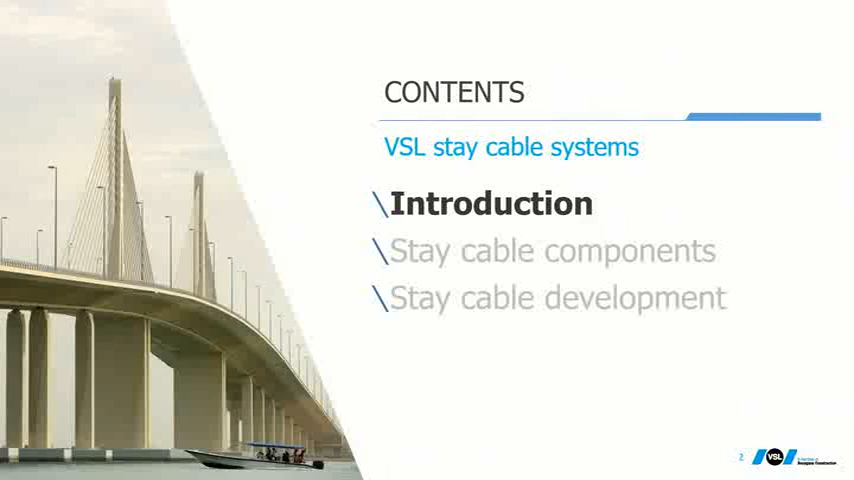 CONTENTS
VSL stay cable systems
\Introduction
\Stay cable components
\Stay cable development
2
VSL